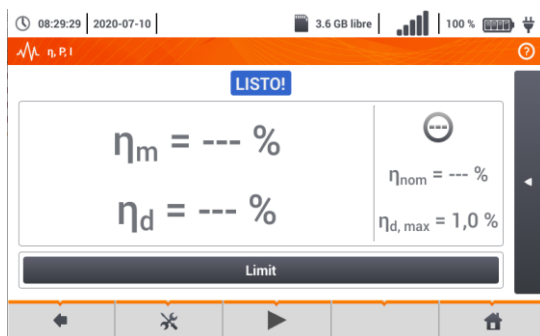 08:29:29 2020-07-10 3.6 GB libre 100 %
η, P, I
LISTO!
ηm = --- %
ηd = --- %
---
ηnom = --- %
ηd, max = 1,0 %
Limit